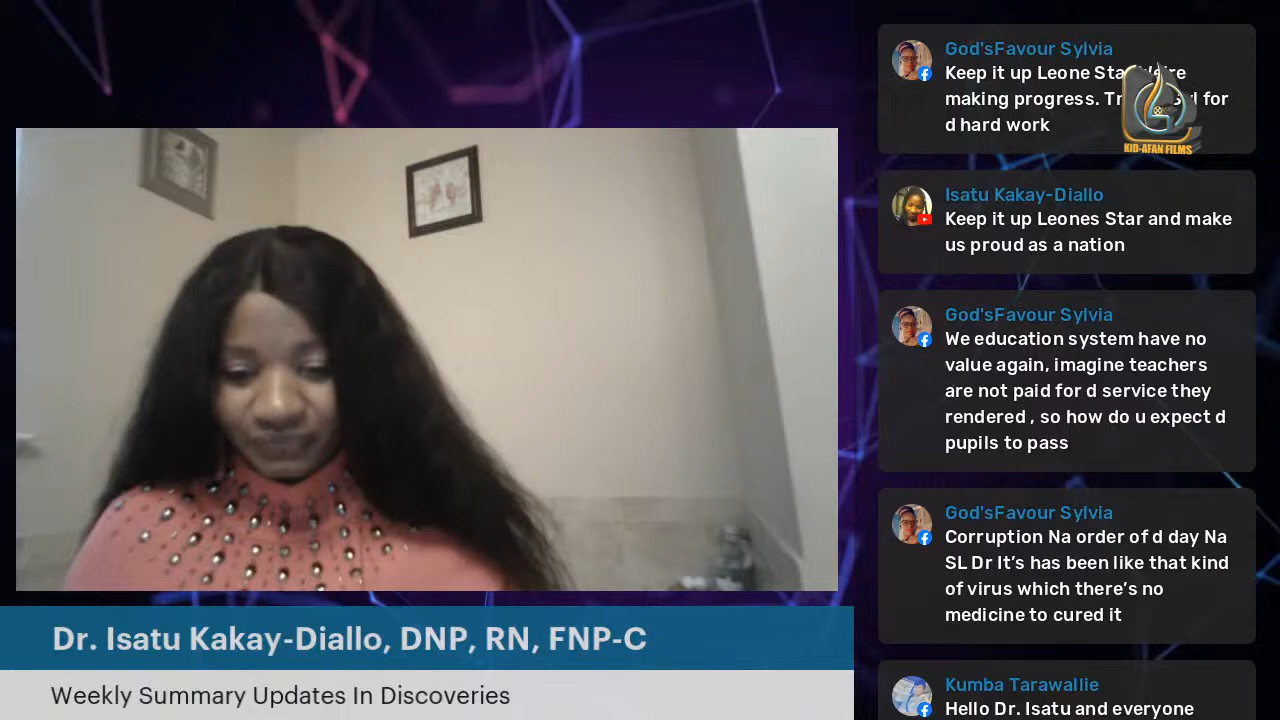 God'sFavour Sylvia
Keep it up Leone Star We're
making progress. for
d hard work
KID-AFAN FILMS
Isatu Kakay-Diallo
Keep it up Leones Star and make
us proud as a nation
God'sFavour Sylvia
We education system have no
value again, imagine teachers
are not paid for d service they
rendered , so how do u expect d
pupils to pass
God'sFavour Sylvia
Corruption Na order of d day Na
SL Dr It’s has been like that kind
of virus which there’s no
medicine to cured it
Kumba Tarawallie
Hello Dr. Isatu and everyone
Dr. Isatu Kakay-Diallo, DNP, RN, FNP-C
Weekly Summary Updates In Discoveries